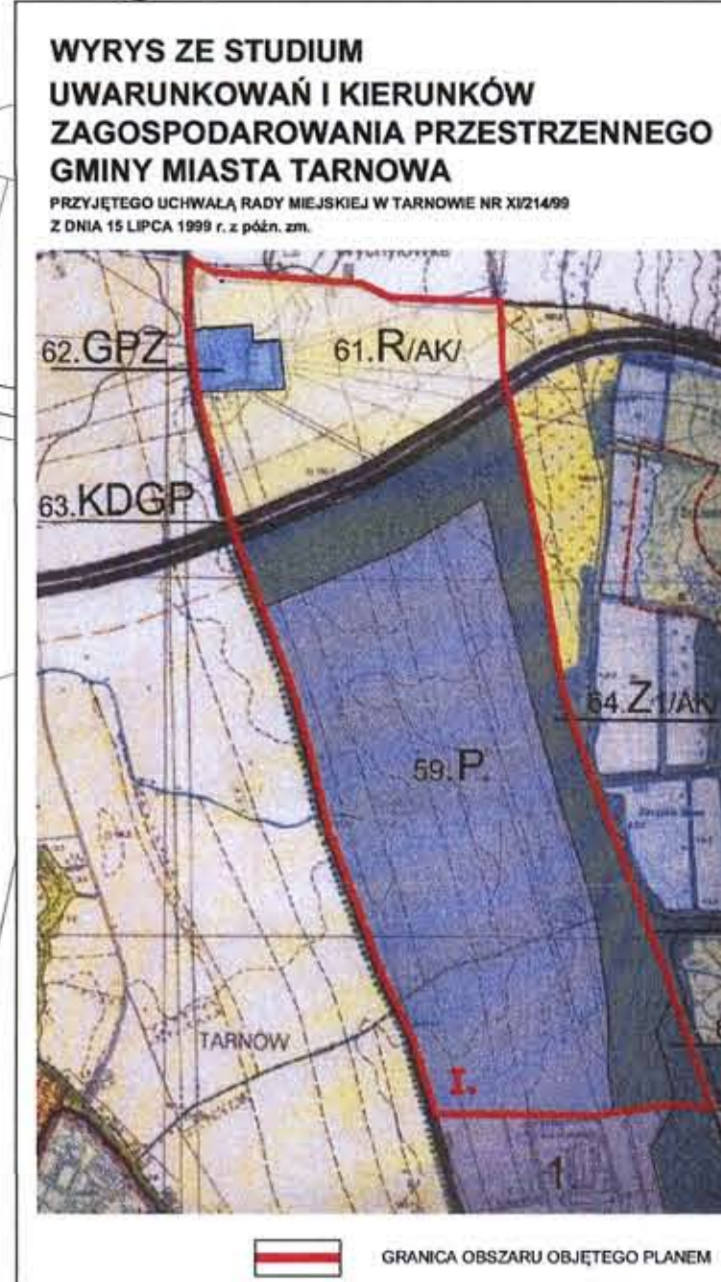 WYRYS ZE STUDIUM
UWARUNKOWAŃ I KIERUNKÓW
ZAGOSPODAROWANIA PRZESTRZENNEGO
GMINY MIASTA TARNOWA
PRZYJĘTEGO UCHWAŁĄ RADY MIEJSKIEJ W TARNOWIE NR XI/214/99
Z DNIA 15 LIPCA 1999 r. z późn. zm.
62.GPZ
61.R/AK/
63.KDGP
64.Z1/AK
59.P.
TARNOW
I.
1.
GRANICA OBSZARU OBJĘTEGO PLANEM